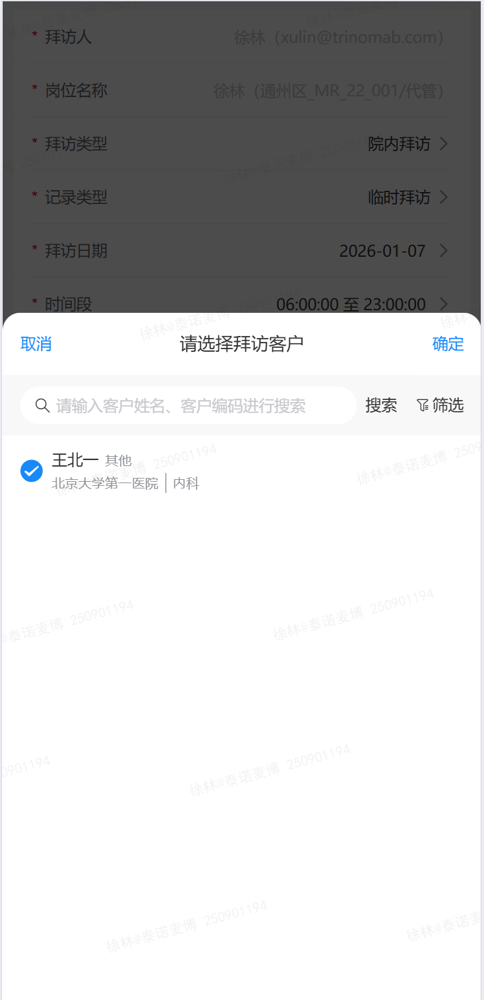 * 拜访人 徐林（xulin@trinomab.com）
* 岗位名称 徐林（通州区_MR_22_001/代管）
* 拜访类型 院内拜访
* 记录类型 临时拜访
* 拜访日期 2026-01-07
* 时间段 06:00:00 至 23:00:00
取消 请选择拜访客户 确定
请输入客户姓名、客户编码进行搜索 搜索 筛选
王北一 其他
北京大学第一医院 | 内科
徐林@泰诺麦博 250901194
徐林@泰诺麦博 250901194
徐林@泰诺麦博 250901194
徐林@泰诺麦博 250901194
徐林@泰诺麦博 250901194